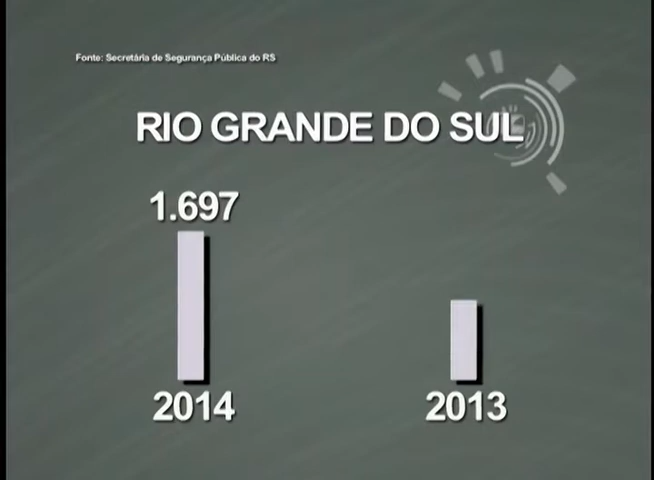 Fonte: Secretária de Segurança Pública do RS
RIO GRANDE DO SUL
1.697
2014 2013